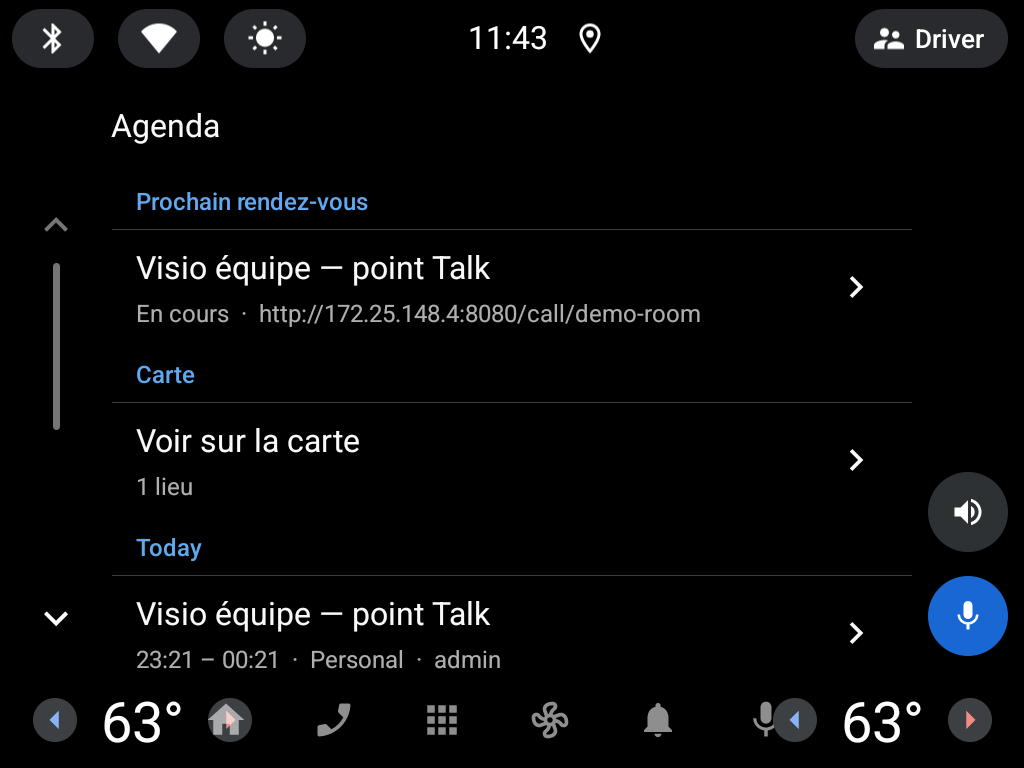 11:43
Driver
Agenda
Prochain rendez-vous
Visio équipe — point Talk
En cours · http://172.25.148.4:8080/call/demo-room
Carte
Voir sur la carte
1 lieu
Today
Visio équipe — point Talk
23:21 – 00:21 · Personal · admin
63° 63°